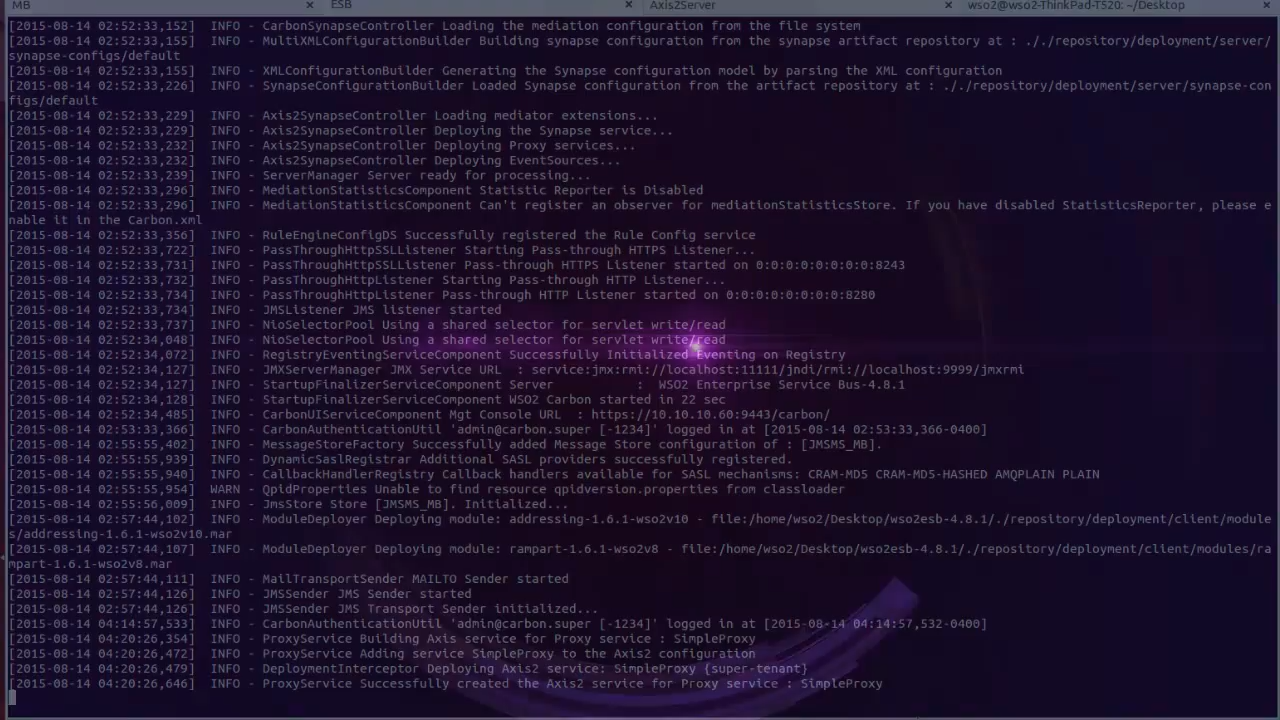 MB × ESB × Axis2Server × wso2@wso2-ThinkPad-T520: ~/Desktop ×
[2015-08-14 02:52:33,152]  INFO - CarbonSynapseController Loading the mediation configuration from the file system
[2015-08-14 02:52:33,155]  INFO - MultiXMLConfigurationBuilder Building synapse configuration from the synapse artifact repository at : ././repository/deployment/server/
synapse-configs/default
[2015-08-14 02:52:33,155]  INFO - XMLConfigurationBuilder Generating the Synapse configuration model by parsing the XML configuration
[2015-08-14 02:52:33,226]  INFO - SynapseConfigurationBuilder Loaded Synapse configuration from the artifact repository at : ././repository/deployment/server/synapse-con
figs/default
[2015-08-14 02:52:33,229]  INFO - Axis2SynapseController Loading mediator extensions...
[2015-08-14 02:52:33,229]  INFO - Axis2SynapseController Deploying the Synapse service...
[2015-08-14 02:52:33,232]  INFO - Axis2SynapseController Deploying Proxy services...
[2015-08-14 02:52:33,232]  INFO - Axis2SynapseController Deploying EventSources...
[2015-08-14 02:52:33,239]  INFO - ServerManager Server ready for processing...
[2015-08-14 02:52:33,296]  INFO - MediationStatisticsComponent Statistic Reporter is Disabled
[2015-08-14 02:52:33,296]  INFO - MediationStatisticsComponent Can't register an observer for mediationStatisticsStore. If you have disabled StatisticsReporter, please e
nable it in the Carbon.xml
[2015-08-14 02:52:33,356]  INFO - RuleEngineConfigDS Successfully registered the Rule Config service
[2015-08-14 02:52:33,722]  INFO - PassThroughHttpSSLListener Starting Pass-through HTTPS Listener...
[2015-08-14 02:52:33,731]  INFO - PassThroughHttpSSLListener Pass-through HTTPS Listener started on 0:0:0:0:0:0:0:0:8243
[2015-08-14 02:52:33,732]  INFO - PassThroughHttpListener Starting Pass-through HTTP Listener...
[2015-08-14 02:52:33,734]  INFO - PassThroughHttpListener Pass-through HTTP Listener started on 0:0:0:0:0:0:0:0:8280
[2015-08-14 02:52:33,734]  INFO - JMSListener JMS listener started
[2015-08-14 02:52:33,737]  INFO - NioSelectorPool Using a shared selector for servlet write/read
[2015-08-14 02:52:34,048]  INFO - NioSelectorPool Using a shared selector for servlet write/read
[2015-08-14 02:52:34,072]  INFO - RegistryEventingServiceComponent Successfully Initialized Eventing on Registry
[2015-08-14 02:52:34,127]  INFO - JMXServerManager JMX Service URL  : service:jmx:rmi://localhost:11111/jndi/rmi://localhost:9999/jmxrmi
[2015-08-14 02:52:34,127]  INFO - StartupFinalizerServiceComponent Server           :  WSO2 Enterprise Service Bus-4.8.1
[2015-08-14 02:52:34,128]  INFO - StartupFinalizerServiceComponent WSO2 Carbon started in 22 sec
[2015-08-14 02:52:34,485]  INFO - CarbonUIServiceComponent Mgt Console URL  : https://10.10.10.60:9443/carbon/
[2015-08-14 02:53:33,366]  INFO - CarbonAuthenticationUtil 'admin@carbon.super [-1234]' logged in at [2015-08-14 02:53:33,366-0400]
[2015-08-14 02:55:55,402]  INFO - MessageStoreFactory Successfully added Message Store configuration of : [JMSMS_MB].
[2015-08-14 02:55:55,939]  INFO - DynamicSaslRegistrar Additional SASL providers successfully registered.
[2015-08-14 02:55:55,940]  INFO - CallbackHandlerRegistry Callback handlers available for SASL mechanisms: CRAM-MD5 CRAM-MD5-HASHED AMQPLAIN PLAIN
[2015-08-14 02:55:55,954]  WARN - QpidProperties Unable to find resource qpidversion.properties from classloader
[2015-08-14 02:55:56,009]  INFO - JmsStore Store [JMSMS_MB]. Initialized...
[2015-08-14 02:57:44,102]  INFO - ModuleDeployer Deploying module: addressing-1.6.1-wso2v10 - file:/home/wso2/Desktop/wso2esb-4.8.1/./repository/deployment/client/module
s/addressing-1.6.1-wso2v10.mar
[2015-08-14 02:57:44,107]  INFO - ModuleDeployer Deploying module: rampart-1.6.1-wso2v8 - file:/home/wso2/Desktop/wso2esb-4.8.1/./repository/deployment/client/modules/ra
mpart-1.6.1-wso2v8.mar
[2015-08-14 02:57:44,111]  INFO - MailTransportSender MAILTO Sender started
[2015-08-14 02:57:44,126]  INFO - JMSSender JMS Sender started
[2015-08-14 02:57:44,126]  INFO - JMSSender JMS Transport Sender initialized...
[2015-08-14 04:14:57,533]  INFO - CarbonAuthenticationUtil 'admin@carbon.super [-1234]' logged in at [2015-08-14 04:14:57,532-0400]
[2015-08-14 04:20:26,354]  INFO - ProxyService Building Axis service for Proxy service : SimpleProxy
[2015-08-14 04:20:26,472]  INFO - ProxyService Adding service SimpleProxy to the Axis2 configuration
[2015-08-14 04:20:26,479]  INFO - DeploymentInterceptor Deploying Axis2 service: SimpleProxy {super-tenant}
[2015-08-14 04:20:26,646]  INFO - ProxyService Successfully created the Axis2 service for Proxy service : SimpleProxy